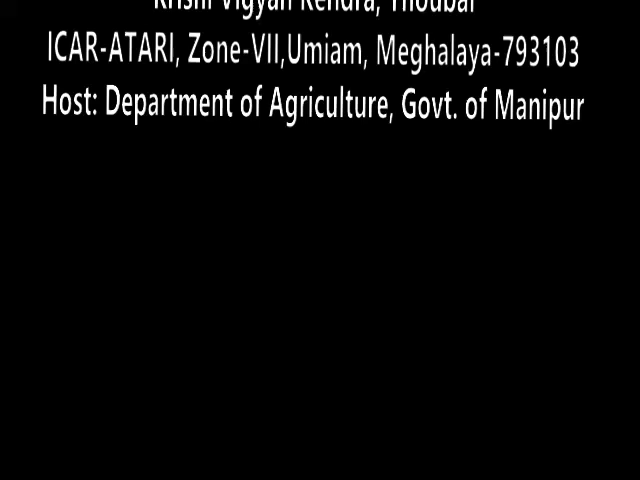 Krishi Vigyan Kendra, Thoubal
ICAR-ATARI, Zone-VII,Umiam, Meghalaya-793103
Host: Department of Agriculture, Govt. of Manipur